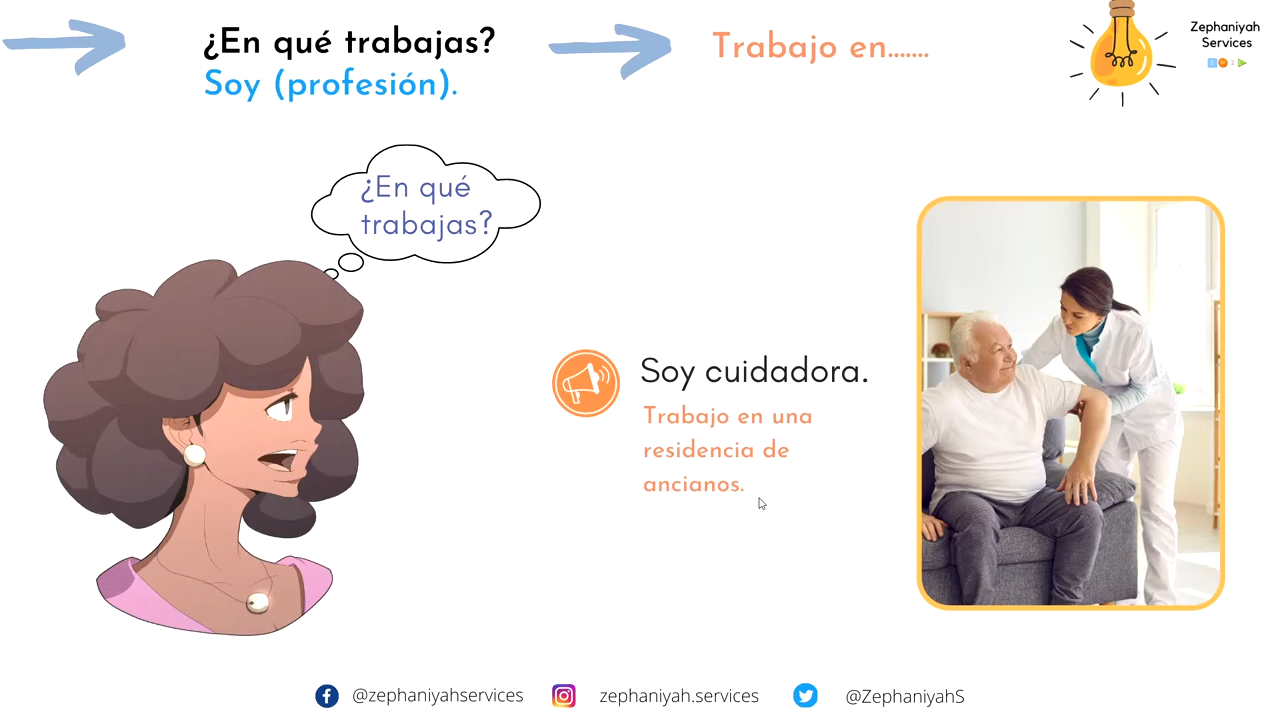 ¿En qué trabajas?
Soy (profesión).
Trabajo en.......
Zephaniyah
Services
¿En qué
trabajas?
Soy cuidadora.
Trabajo en una
residencia de
ancianos.
@zephaniyahservices
zephaniyah.services
@ZephaniyahS